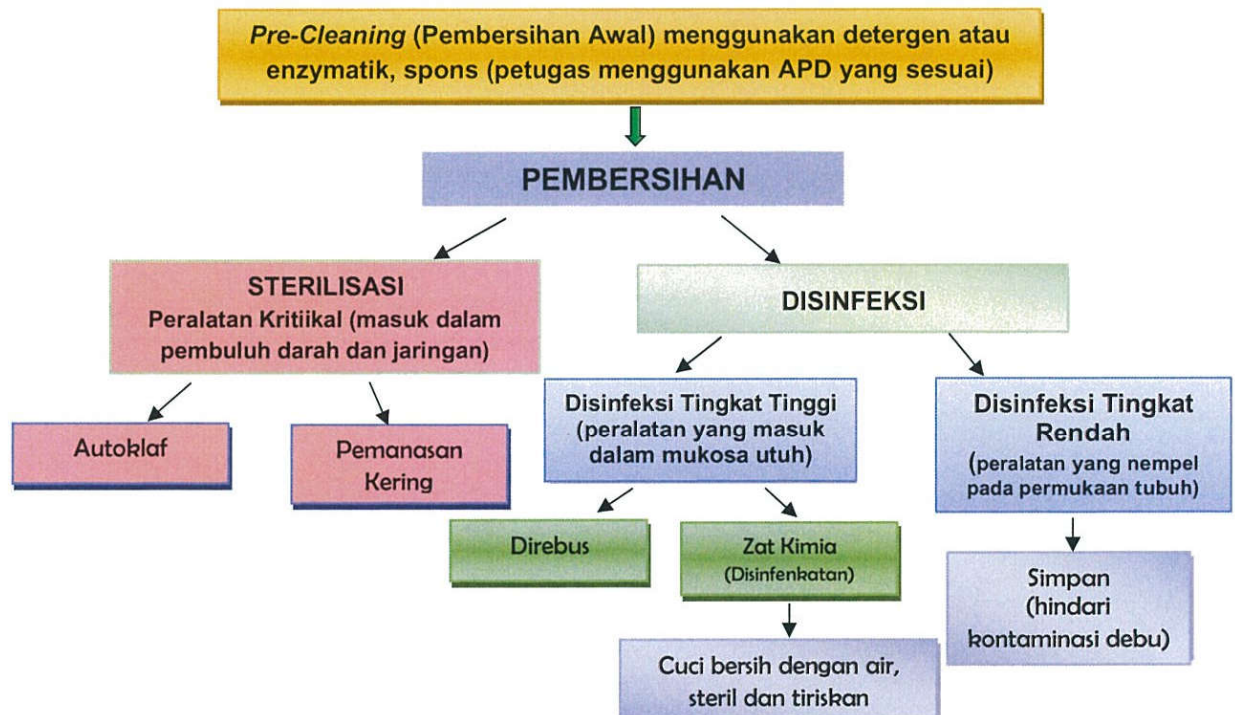 Pre-Cleaning (Pembersihan Awal) menggunakan detergen atau
enzymatik, spons (petugas menggunakan APD yang sesuai)
PEMBERSIHAN
STERILISASI
Peralatan Kritiikal (masuk dalam
pembuluh darah dan jaringan)
DISINFEKSI
Autoklaf
Pemanasan
Kering
Disinfeksi Tingkat Tinggi
(peralatan yang masuk
dalam mukosa utuh)
Disinfeksi Tingkat
Rendah
(peralatan yang nempel
pada permukaan tubuh)
Direbus
Zat Kimia
(Disinfenkatan)
Simpan
(hindari
kontaminasi debu)
Cuci bersih dengan air,
steril dan tiriskan